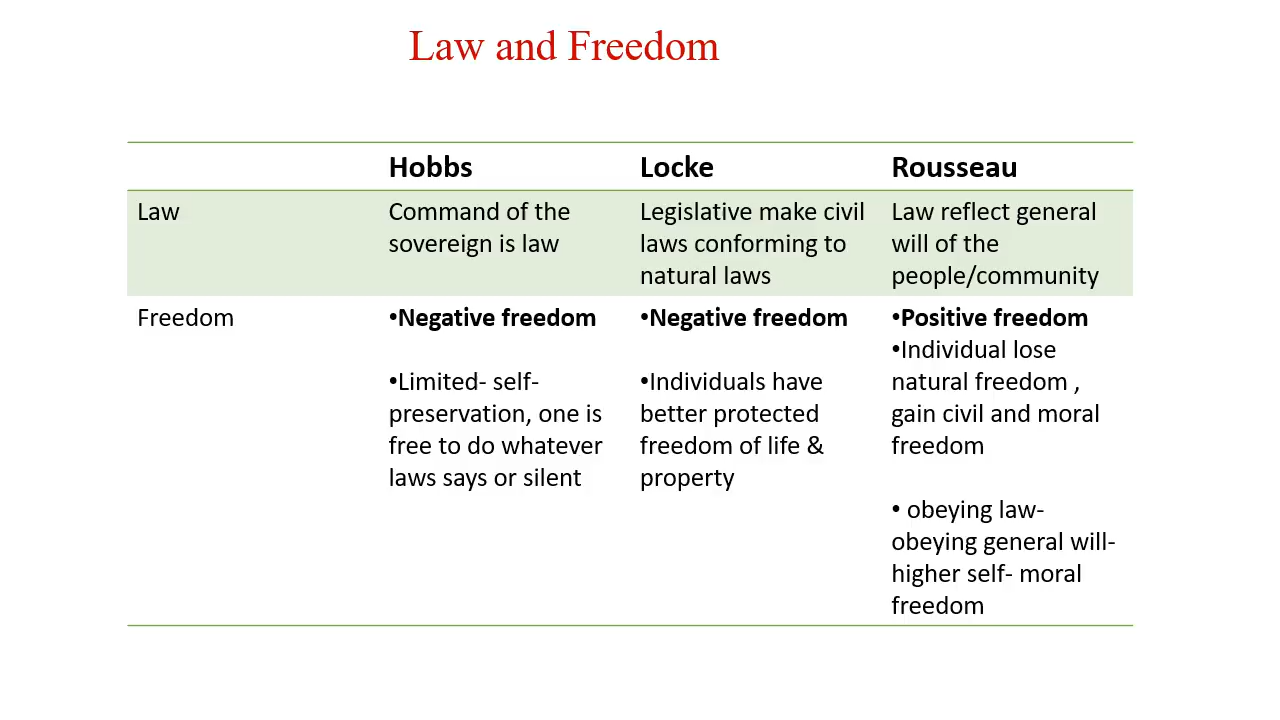 Law and Freedom
Hobbs
Locke
Rousseau
Law
Command of the
sovereign is law
Legislative make civil
laws conforming to
natural laws
Law reflect general
will of the
people/community
Freedom
•Negative freedom
•Limited- self-
preservation, one is
free to do whatever
laws says or silent
•Negative freedom
•Individuals have
better protected
freedom of life &
property
•Positive freedom
•Individual lose
natural freedom ,
gain civil and moral
freedom
• obeying law-
obeying general will-
higher self- moral
freedom